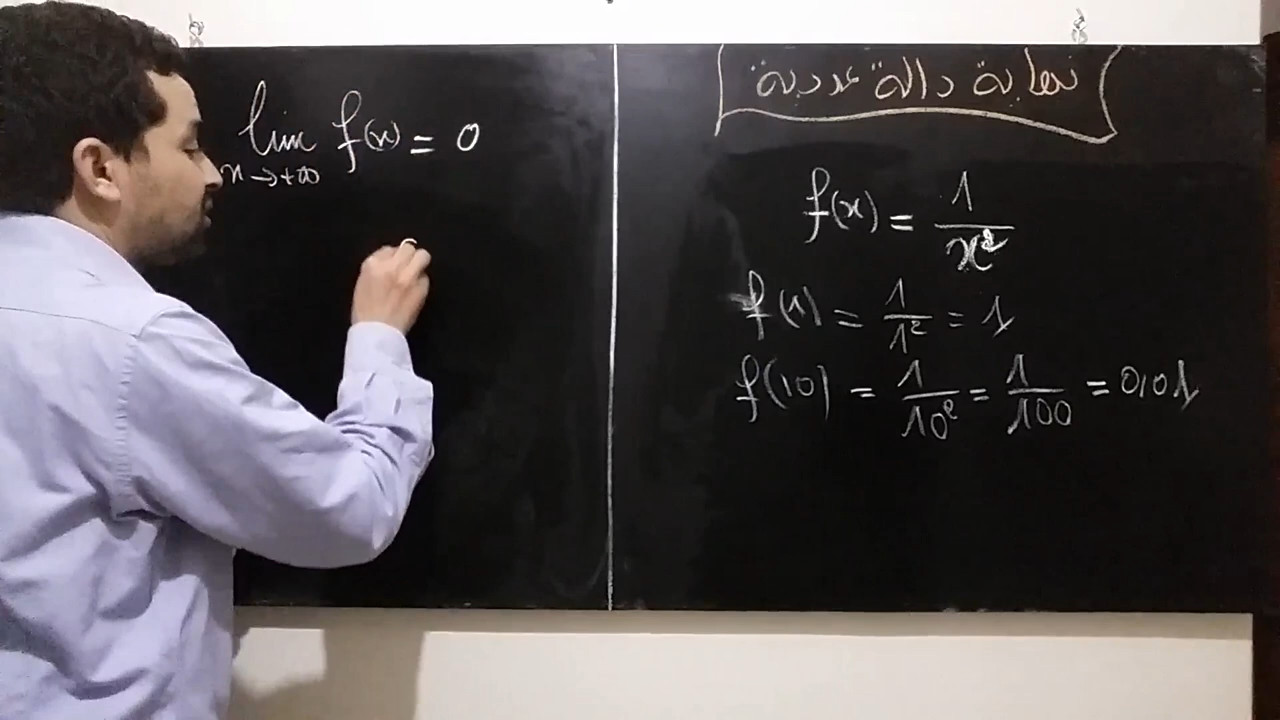 نهاية دالة عددية
f(x) = 1/x²
f(1) = 1/1² = 1
f(10) = 1/10² = 1/100 = 0,01
lim f(x) = 0
x→+∞